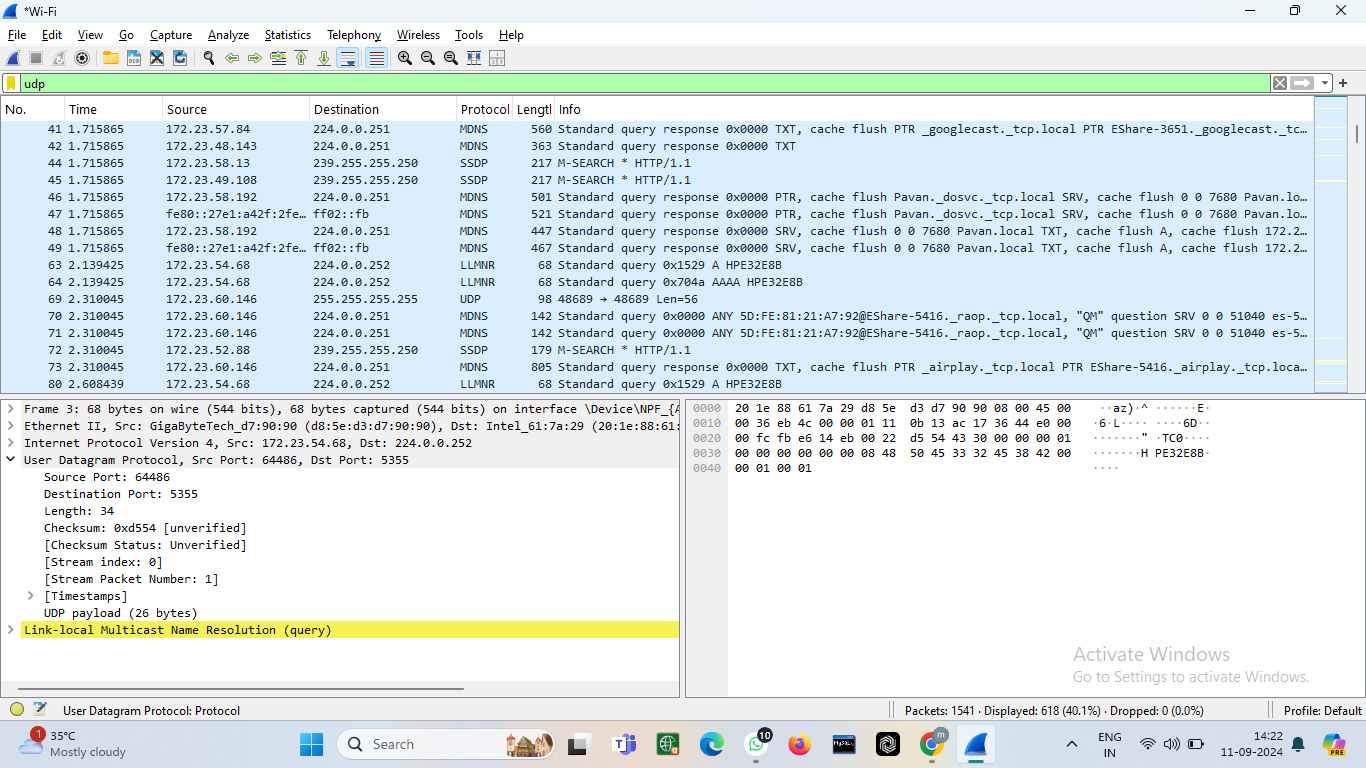 *Wi-Fi
File Edit View Go Capture Analyze Statistics Telephony Wireless Tools Help
udp
No. Time Source Destination Protocol Lengtl Info
41 1.715865 172.23.57.84 224.0.0.251 MDNS 560 Standard query response 0x0000 TXT, cache flush PTR _googlecast._tcp.local PTR EShare-3651._googlecast._tc…
42 1.715865 172.23.48.143 224.0.0.251 MDNS 363 Standard query response 0x0000 TXT
44 1.715865 172.23.58.13 239.255.255.250 SSDP 217 M-SEARCH * HTTP/1.1
45 1.715865 172.23.49.108 239.255.255.250 SSDP 217 M-SEARCH * HTTP/1.1
46 1.715865 172.23.58.192 224.0.0.251 MDNS 501 Standard query response 0x0000 PTR, cache flush Pavan._dosvc._tcp.local SRV, cache flush 0 0 7680 Pavan.lo…
47 1.715865 fe80::27e1:a42f:2fe… ff02::fb MDNS 521 Standard query response 0x0000 PTR, cache flush Pavan._dosvc._tcp.local SRV, cache flush 0 0 7680 Pavan.lo…
48 1.715865 172.23.58.192 224.0.0.251 MDNS 447 Standard query response 0x0000 SRV, cache flush 0 0 7680 Pavan.local TXT, cache flush A, cache flush 172.2…
49 1.715865 fe80::27e1:a42f:2fe… ff02::fb MDNS 467 Standard query response 0x0000 SRV, cache flush 0 0 7680 Pavan.local TXT, cache flush A, cache flush 172.2…
63 2.139425 172.23.54.68 224.0.0.252 LLMNR 68 Standard query 0x1529 A HPE32E8B
64 2.139425 172.23.54.68 224.0.0.252 LLMNR 68 Standard query 0x704a AAAA HPE32E8B
69 2.310045 172.23.60.146 255.255.255.255 UDP 98 48689 → 48689 Len=56
70 2.310045 172.23.60.146 224.0.0.251 MDNS 142 Standard query 0x0000 ANY 5D:FE:81:21:A7:92@EShare-5416._raop._tcp.local, "QM" question SRV 0 0 51040 es-5…
71 2.310045 172.23.60.146 224.0.0.251 MDNS 142 Standard query 0x0000 ANY 5D:FE:81:21:A7:92@EShare-5416._raop._tcp.local, "QM" question SRV 0 0 51040 es-5…
72 2.310045 172.23.52.88 239.255.255.250 SSDP 179 M-SEARCH * HTTP/1.1
73 2.310045 172.23.60.146 224.0.0.251 MDNS 805 Standard query response 0x0000 TXT, cache flush PTR _airplay._tcp.local PTR EShare-5416._airplay._tcp.loca…
80 2.608439 172.23.54.68 224.0.0.252 LLMNR 68 Standard query 0x1529 A HPE32E8B
Frame 3: 68 bytes on wire (544 bits), 68 bytes captured (544 bits) on interface \Device\NPF_{A
Ethernet II, Src: GigaByteTech_d7:90:90 (d8:5e:d3:d7:90:90), Dst: Intel_61:7a:29 (20:1e:88:61:
Internet Protocol Version 4, Src: 172.23.54.68, Dst: 224.0.0.252
User Datagram Protocol, Src Port: 64486, Dst Port: 5355
Source Port: 64486
Destination Port: 5355
Length: 34
Checksum: 0xd554 [unverified]
[Checksum Status: Unverified]
[Stream index: 0]
[Stream Packet Number: 1]
[Timestamps]
UDP payload (26 bytes)
Link-local Multicast Name Resolution (query)
0000 20 1e 88 61 7a 29 d8 5e d3 d7 90 90 08 00 45 00 ··az)·^ ······E·
0010 00 36 eb 4c 00 00 01 11 0b 13 ac 17 36 44 e0 00 ·6·L···· ····6D··
0020 00 fc fb e6 14 eb 00 22 d5 54 43 30 00 00 00 01 ·······" ·TC0····
0030 00 00 00 00 00 00 08 48 50 45 33 32 45 38 42 00 ·······H PE32E8B·
0040 00 01 00 01 ····
Activate Windows
Go to Settings to activate Windows.
User Datagram Protocol: Protocol
Packets: 1541 · Displayed: 618 (40.1%) · Dropped: 0 (0.0%)
Profile: Default
1
35°C
Mostly cloudy
Search
10
MySQL
m
ENG
IN
14:22
11-09-2024
PRE